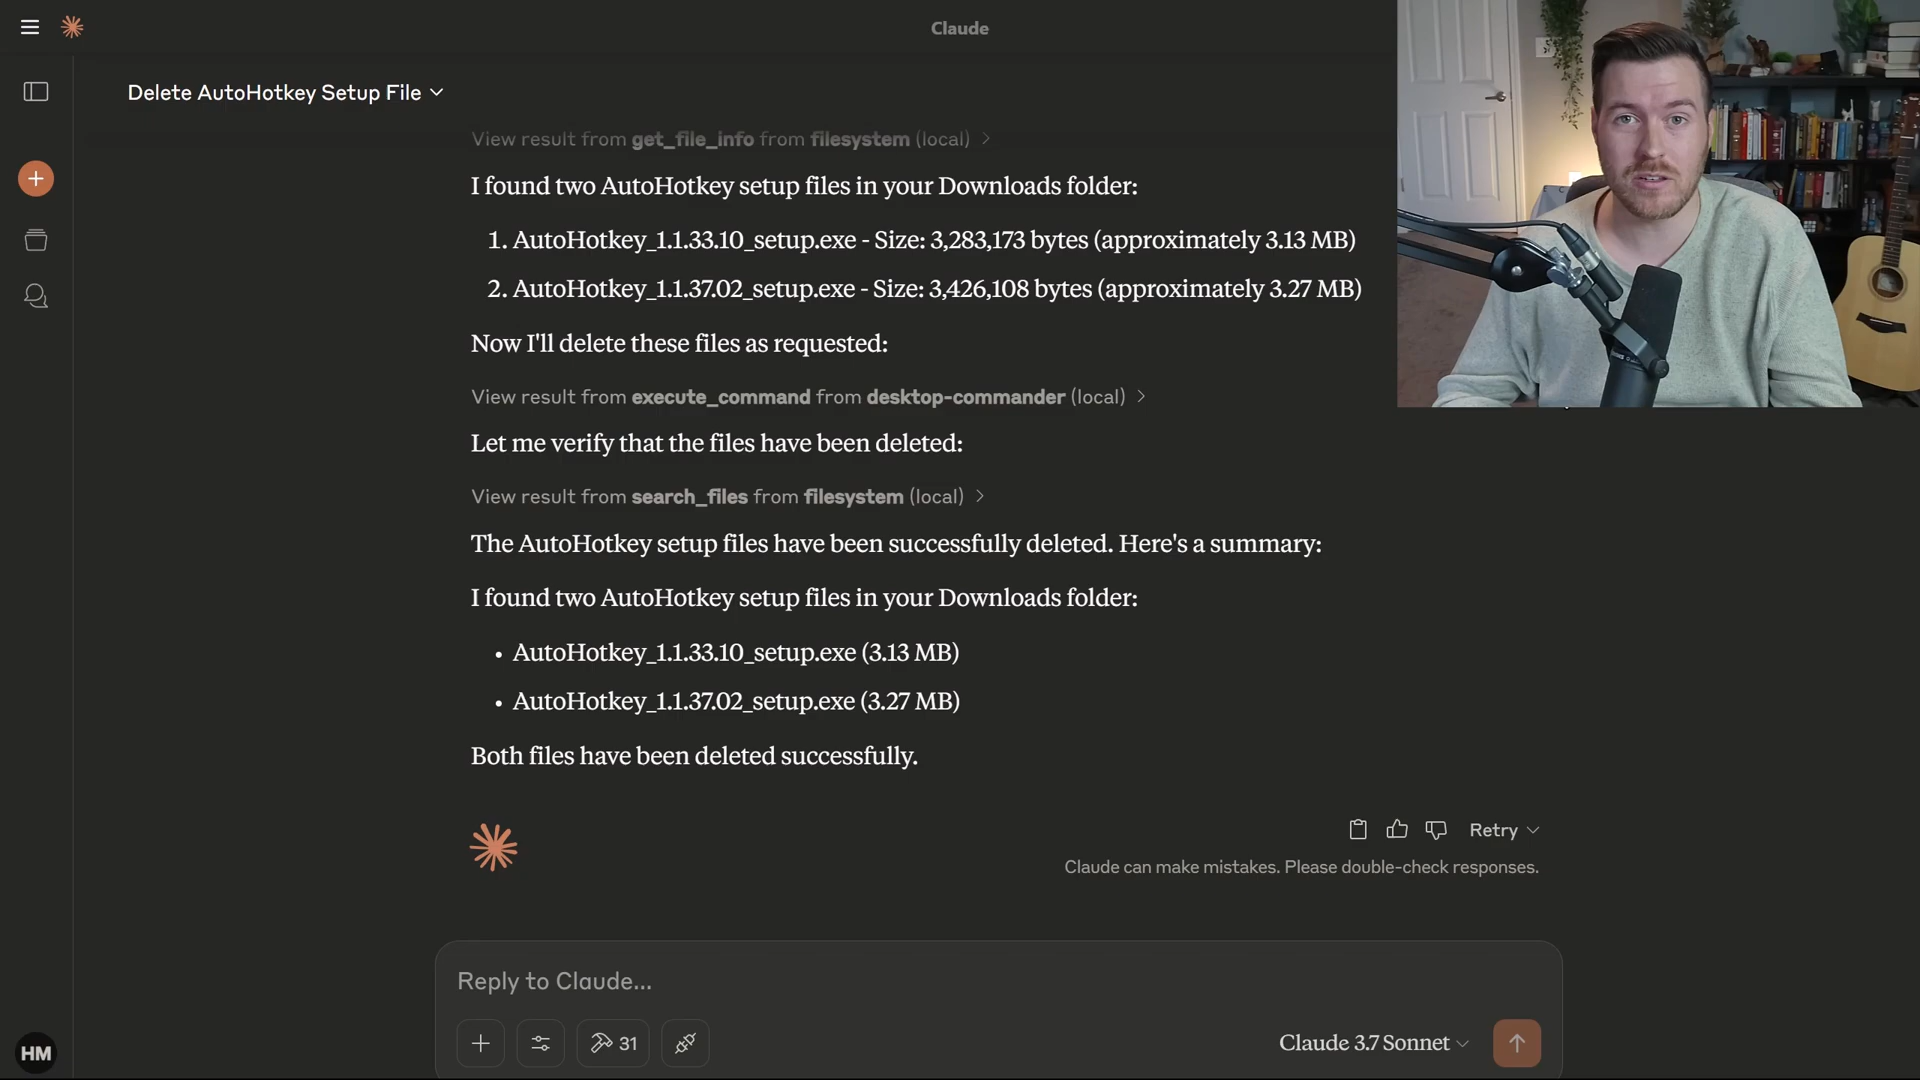 Claude
Delete AutoHotkey Setup File
View result from get_file_info from filesystem (local)
I found two AutoHotkey setup files in your Downloads folder:
1. AutoHotkey_1.1.33.10_setup.exe - Size: 3,283,173 bytes (approximately 3.13 MB)
2. AutoHotkey_1.1.37.02_setup.exe - Size: 3,426,108 bytes (approximately 3.27 MB)
Now I'll delete these files as requested:
View result from execute_command from desktop-commander (local)
Let me verify that the files have been deleted:
View result from search_files from filesystem (local)
The AutoHotkey setup files have been successfully deleted. Here's a summary:
I found two AutoHotkey setup files in your Downloads folder:
• AutoHotkey_1.1.33.10_setup.exe (3.13 MB)
• AutoHotkey_1.1.37.02_setup.exe (3.27 MB)
Both files have been deleted successfully.
Retry
Claude can make mistakes. Please double-check responses.
Reply to Claude...
31
Claude 3.7 Sonnet
HM